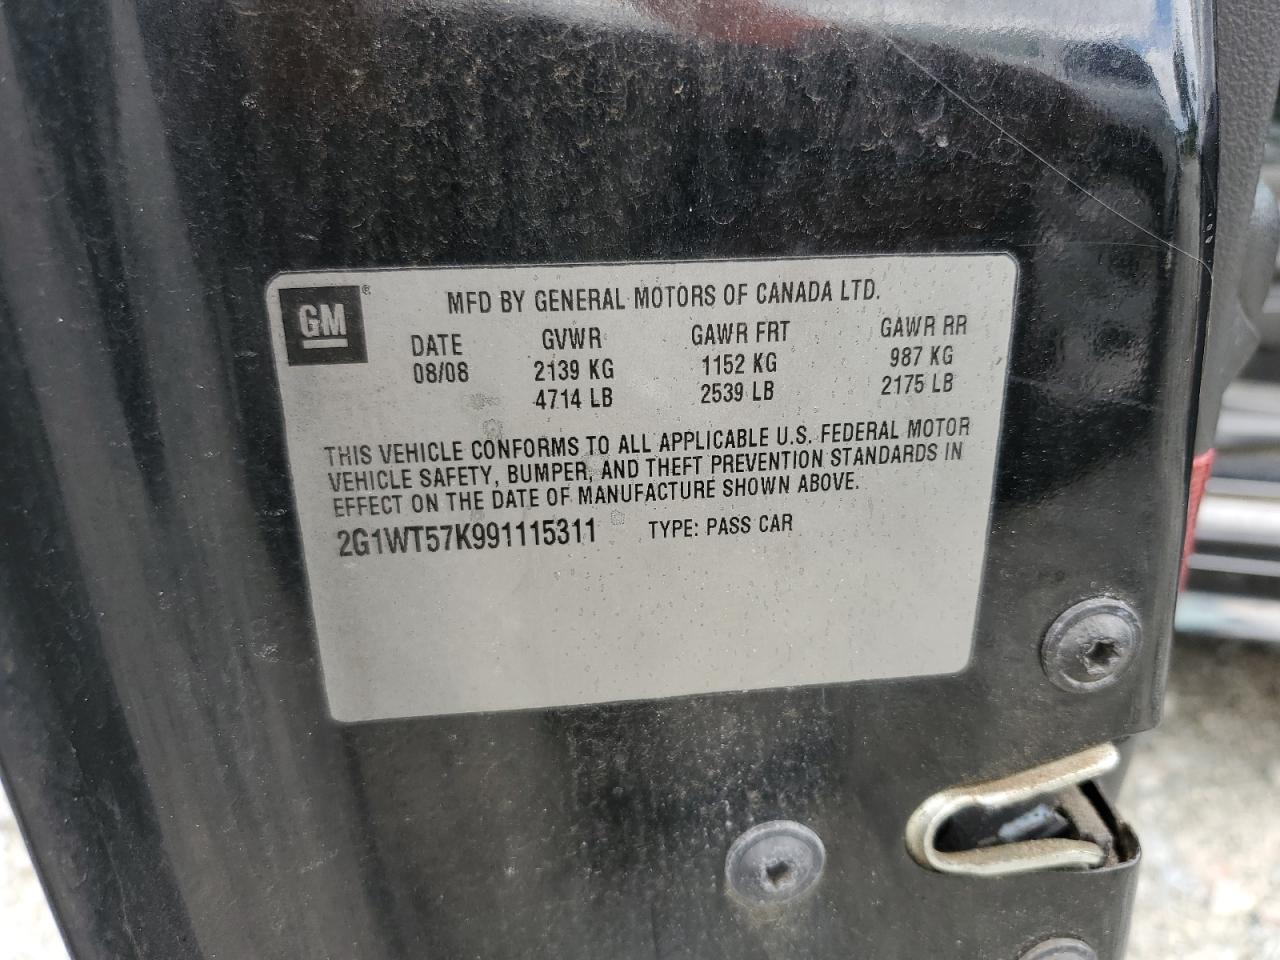 GM ®
MFD BY GENERAL MOTORS OF CANADA LTD.
DATE GVWR GAWR FRT GAWR RR
08/08 2139 KG 1152 KG 987 KG
4714 LB 2539 LB 2175 LB
THIS VEHICLE CONFORMS TO ALL APPLICABLE U.S. FEDERAL MOTOR
VEHICLE SAFETY, BUMPER, AND THEFT PREVENTION STANDARDS IN
EFFECT ON THE DATE OF MANUFACTURE SHOWN ABOVE.
2G1WT57K991115311 TYPE: PASS CAR